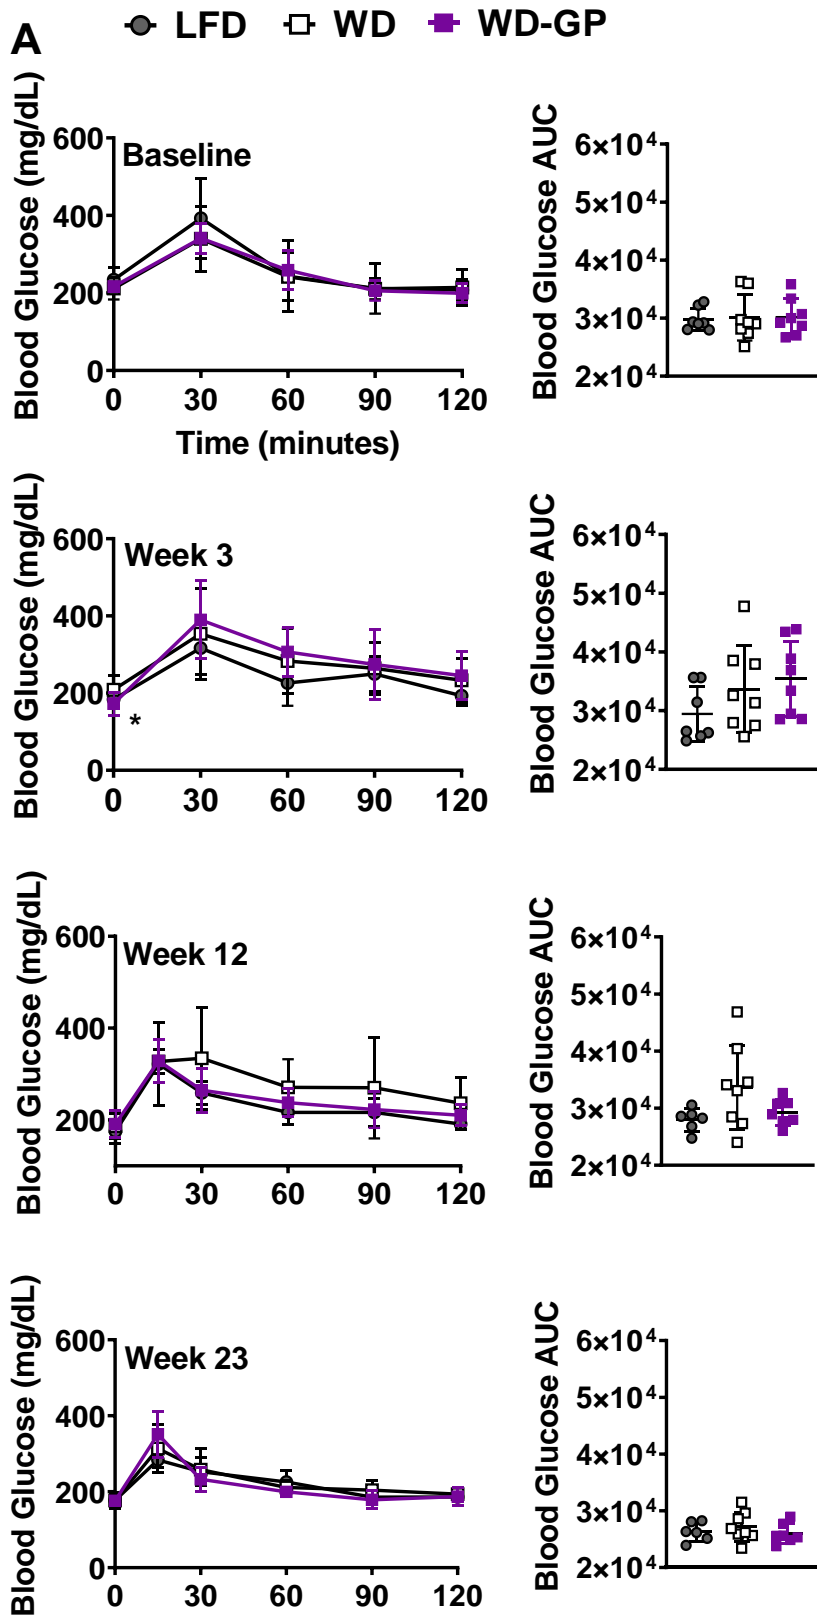 A
LFD WD WD-GP
Blood Glucose (mg/dL)
600
400
200
0
Baseline
0 30 60 90 120
Time (minutes)
Blood Glucose AUC
6×10⁴
5×10⁴
4×10⁴
3×10⁴
2×10⁴
Blood Glucose (mg/dL)
600
400
200
0
Week 3
*
0 30 60 90 120
Blood Glucose AUC
6×10⁴
5×10⁴
4×10⁴
3×10⁴
2×10⁴
Blood Glucose (mg/dL)
600
400
200
Week 12
0 30 60 90 120
Blood Glucose AUC
6×10⁴
5×10⁴
4×10⁴
3×10⁴
2×10⁴
Blood Glucose (mg/dL)
600
400
200
0
Week 23
0 30 60 90 120
Blood Glucose AUC
6×10⁴
5×10⁴
4×10⁴
3×10⁴
2×10⁴